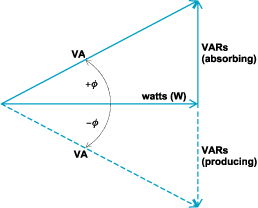 VA
VARs
(absorbing)
+ϕ
watts (W)
−ϕ
VA
VARs
(producing)